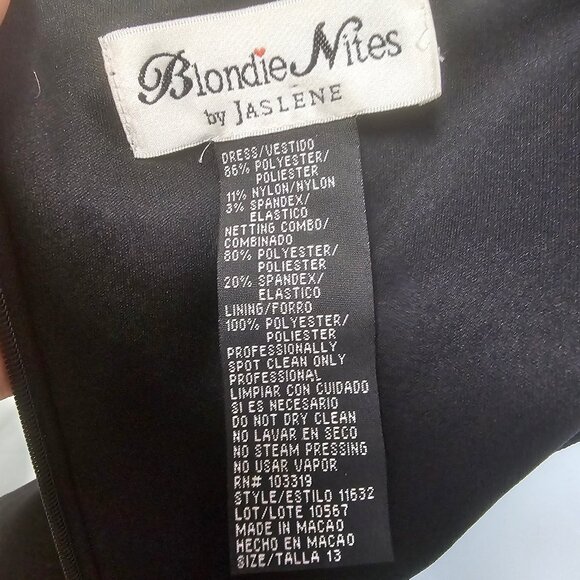 Blondie Nites
by JASLENE
DRESS/VESTIDO
86% POLYESTER/
POLIESTER
11% NYLON/NYLON
3% SPANDEX/
ELASTICO
NETTING COMBO/
COMBINADO
80% POLYESTER/
POLIESTER
20% SPANDEX/
ELASTICO
LINING/FORRO
100% POLYESTER/
POLIESTER
PROFESSIONALLY
SPOT CLEAN ONLY
PROFESSIONAL
LIMPIAR CON CUIDADO
SI ES NECESARIO
DO NOT DRY CLEAN
NO LAVAR EN SECO
NO STEAM PRESSING
NO USAR VAPOR
RN# 103319
STYLE/ESTILO 11632
LOT/LOTE 10567
MADE IN MACAO
HECHO EN MACAO
SIZE/TALLA 13